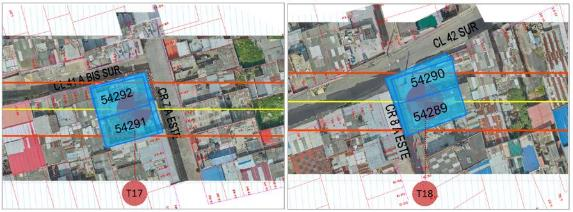 CL 41 A BIS SUR
54292
54291
CR 7 A ESTE
T17
CL 42 SUR
54290
54289
CR 8 A ESTE
T18